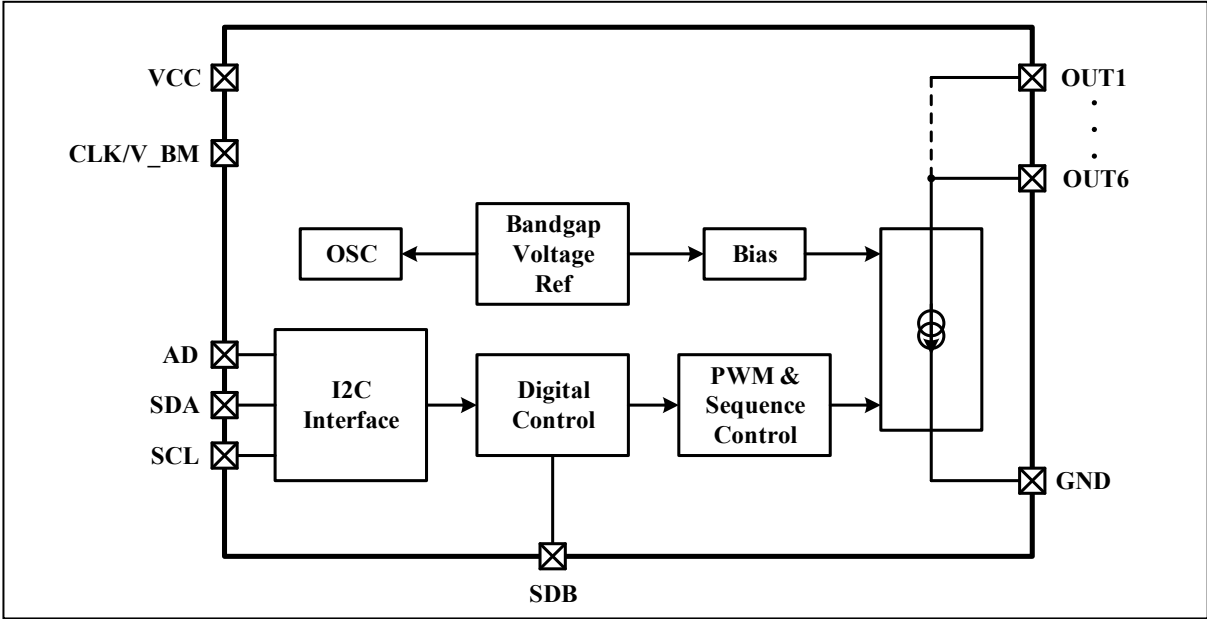 VCC
OUT1
CLK/V_BM
OUT6
OSC
Bandgap
Voltage
Ref
Bias
AD
SDA
SCL
I2C
Interface
Digital
Control
PWM &
Sequence
Control
GND
SDB